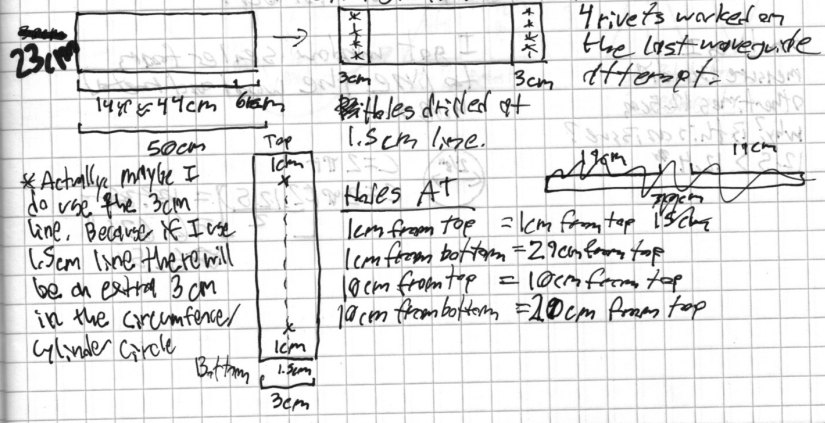 23cm
14π ≈ 44cm
6cm
50cm
3cm
3cm
Holes drilled at
1.5cm line.
4 rivets worked on
the last waveguide
attempt.
* Actually maybe I
do use the 3cm
line. Because if I use
1.5cm line there will
be an extra 3cm
in the circumfence/
cylinder circle
Top
1cm
1cm
Bottom
1.5cm
3cm
Holes AT
1cm from top = 1cm from top
1cm from bottom = 29cm from top
10cm from top = 10cm from top
10cm from bottom = 20cm from top
19cm